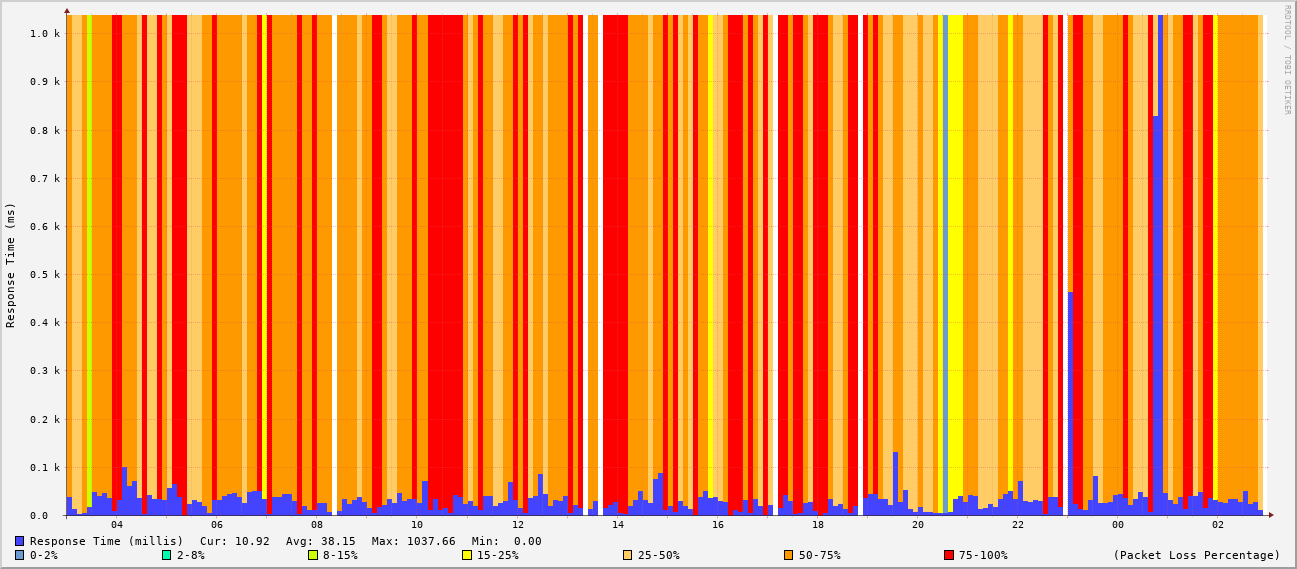 RRDTOOL / TOBI OETIKER
Response Time (ms)
1.0 k
0.9 k
0.8 k
0.7 k
0.6 k
0.5 k
0.4 k
0.3 k
0.2 k
0.1 k
0.0
04 06 08 10 12 14 16 18 20 22 00 02
Response Time (millis) Cur: 10.92 Avg: 38.15 Max: 1037.66 Min: 0.00
0-2% 2-8% 8-15% 15-25% 25-50% 50-75% 75-100% (Packet Loss Percentage)